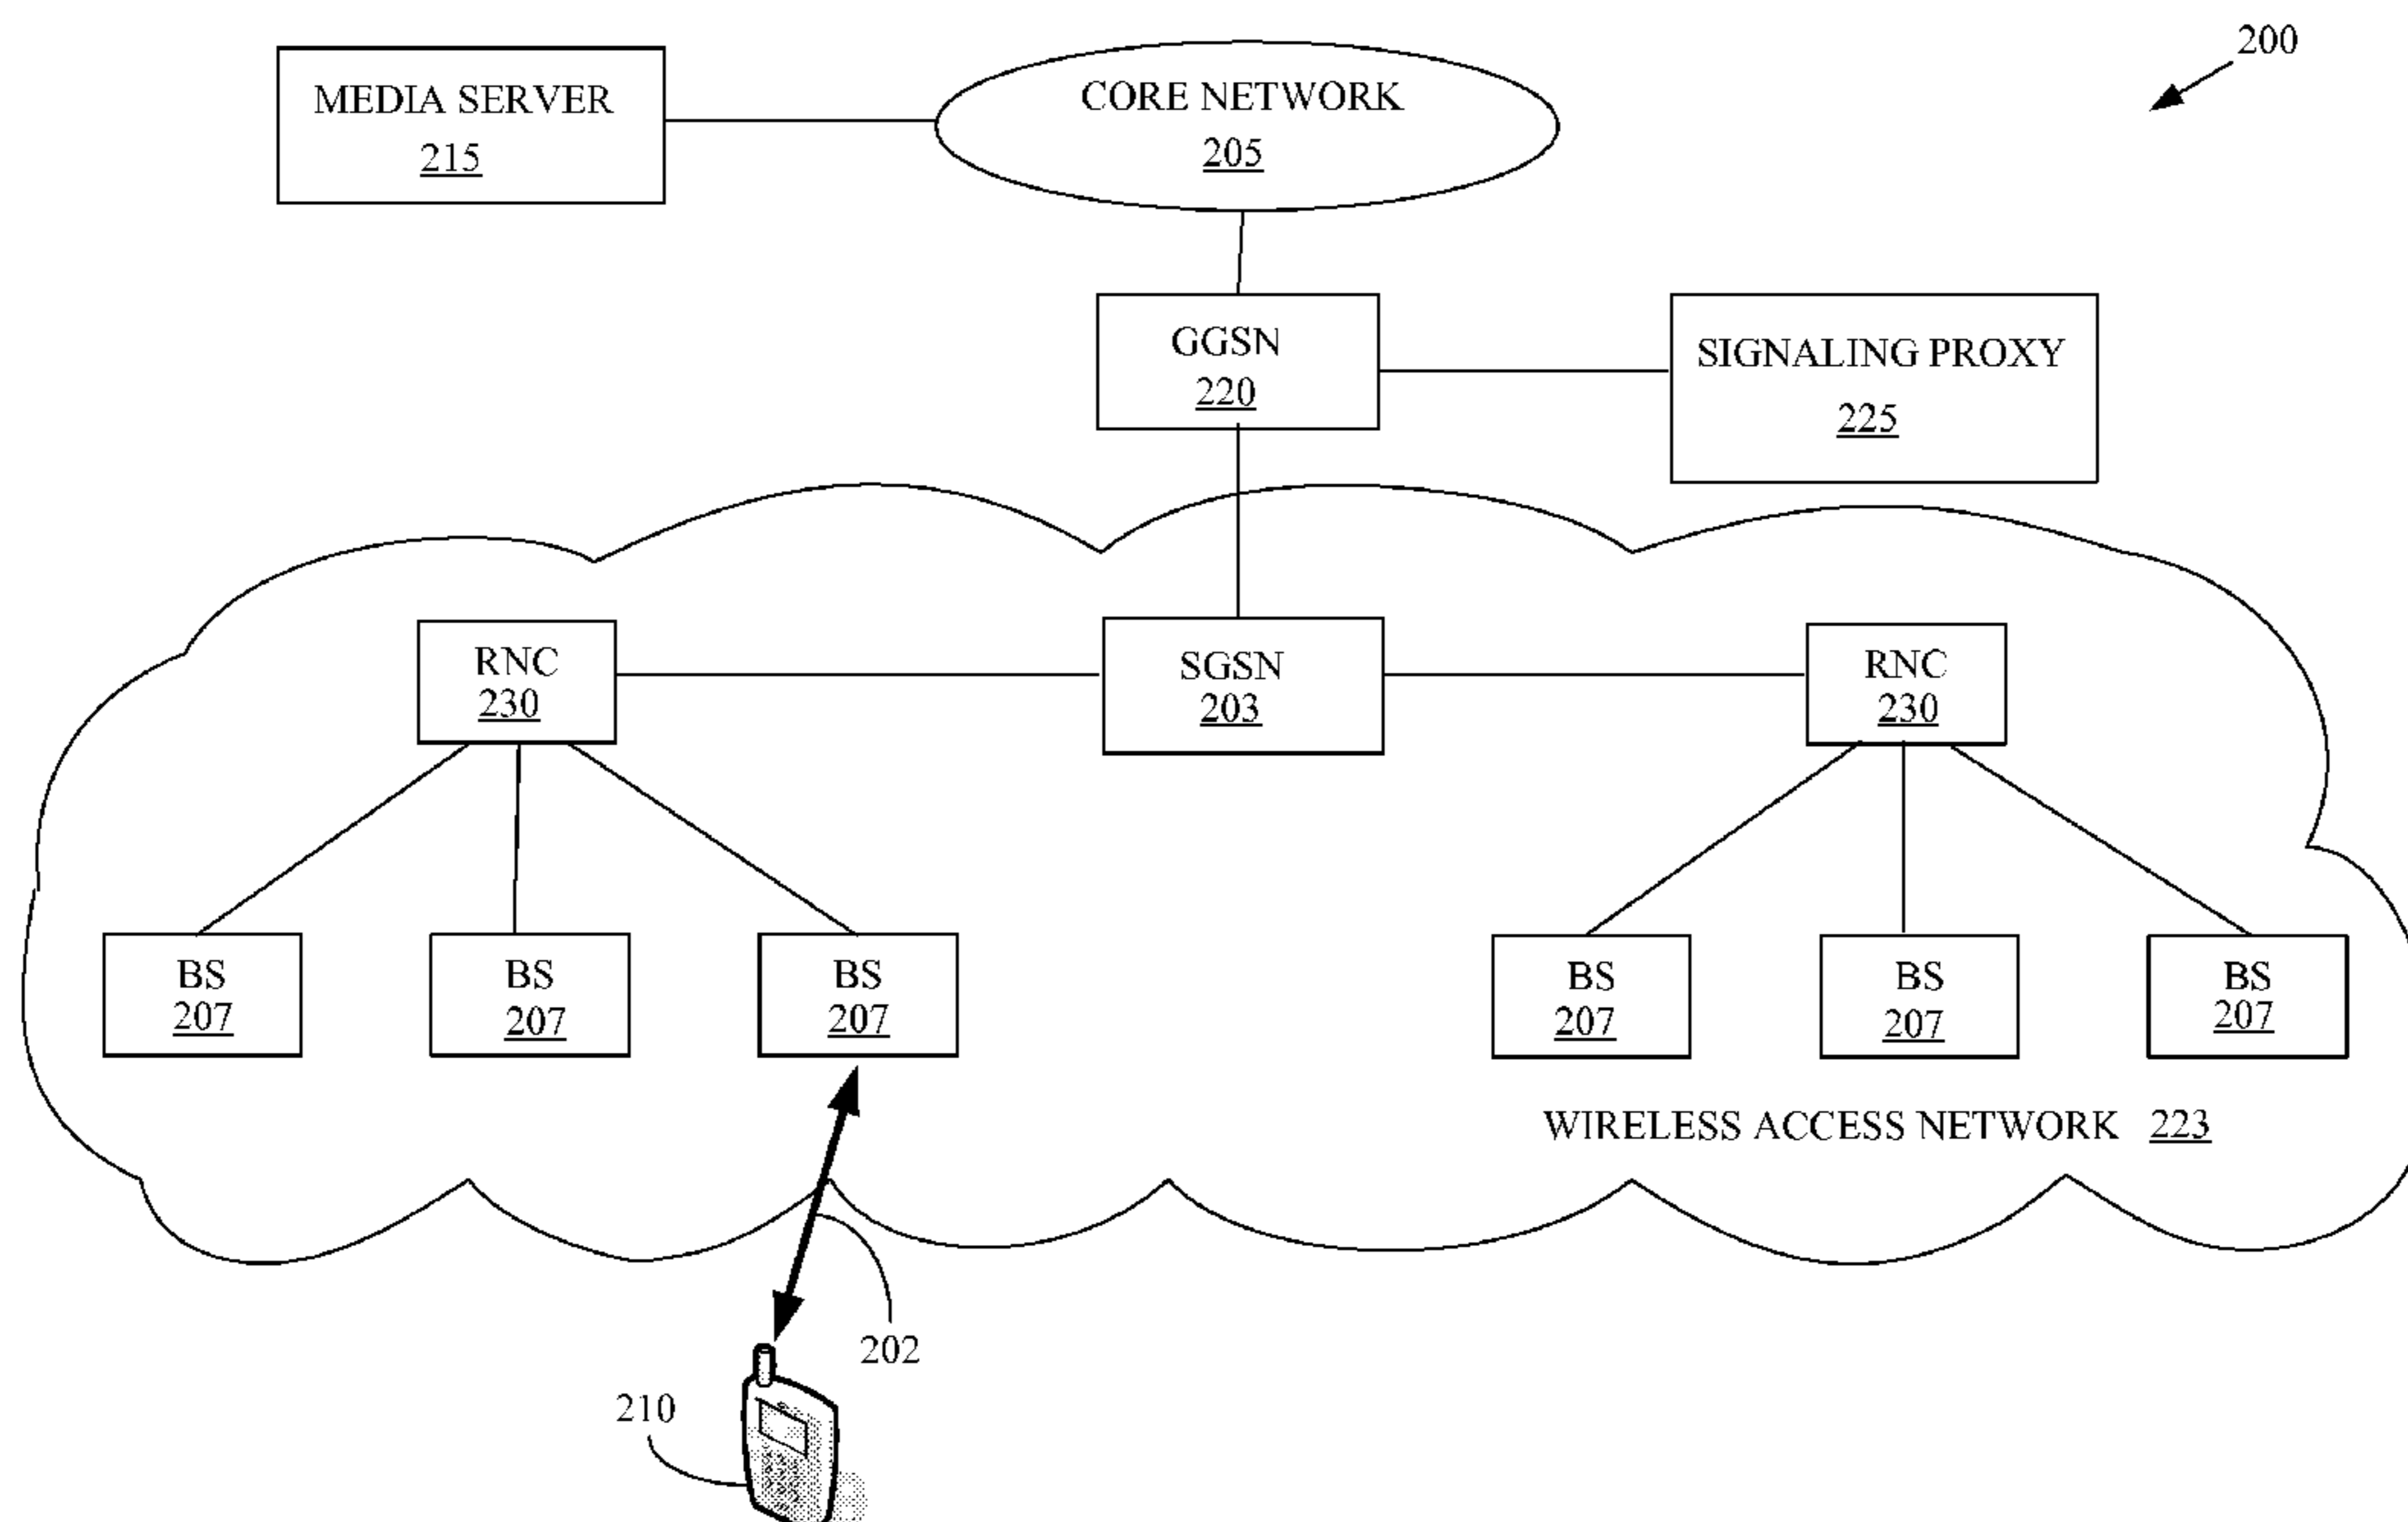 200
MEDIA SERVER
215
CORE NETWORK
205
GGSN
220
SIGNALING PROXY
225
RNC
230
SGSN
203
RNC
230
BS
207
BS
207
BS
207
BS
207
BS
207
BS
207
WIRELESS ACCESS NETWORK 223
202
210